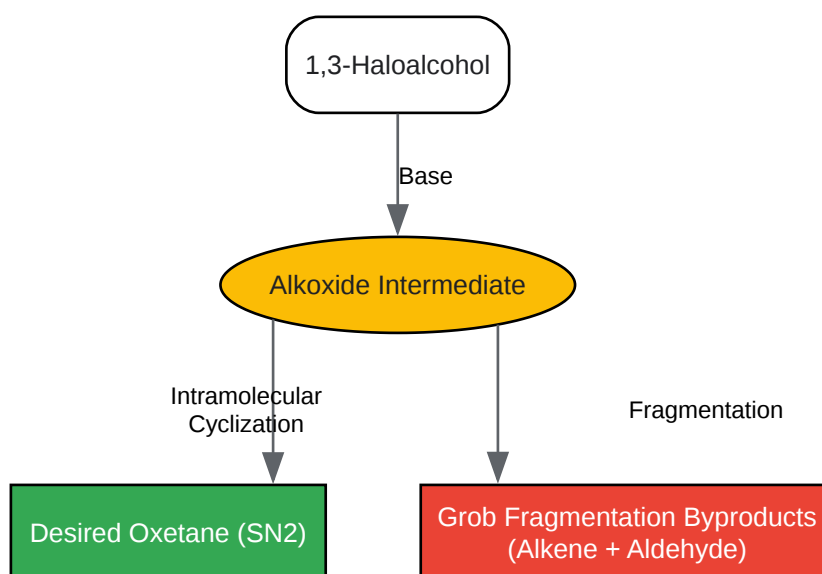 1,3-Haloalcohol
Base
Alkoxide Intermediate
Intramolecular
Cyclization
Fragmentation
Desired Oxetane (SN2)
Grob Fragmentation Byproducts
(Alkene + Aldehyde)